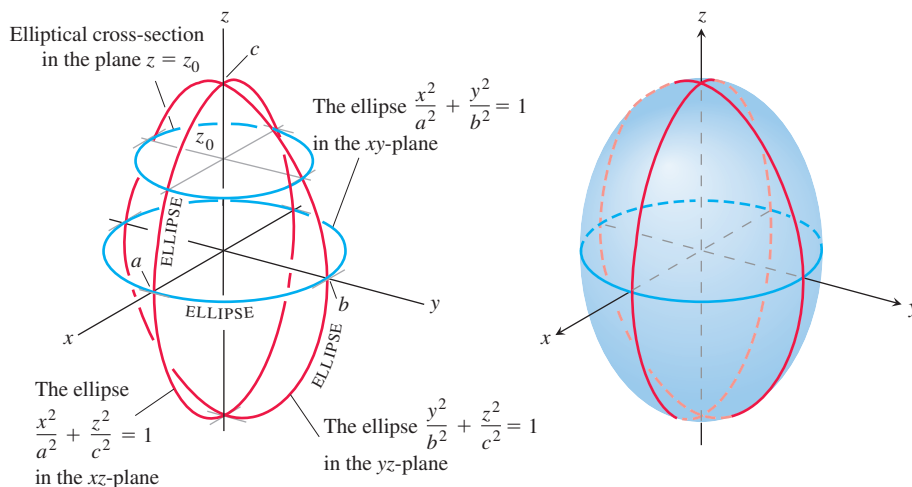 z
Elliptical cross-section
in the plane z = z₀
c
The ellipse x²/a² + y²/b² = 1
in the xy-plane
z₀
ELLIPSE
a
b
y
ELLIPSE
x
ELLIPSE
The ellipse
x²/a² + z²/c² = 1
in the xz-plane
The ellipse y²/b² + z²/c² = 1
in the yz-plane
z
y
x